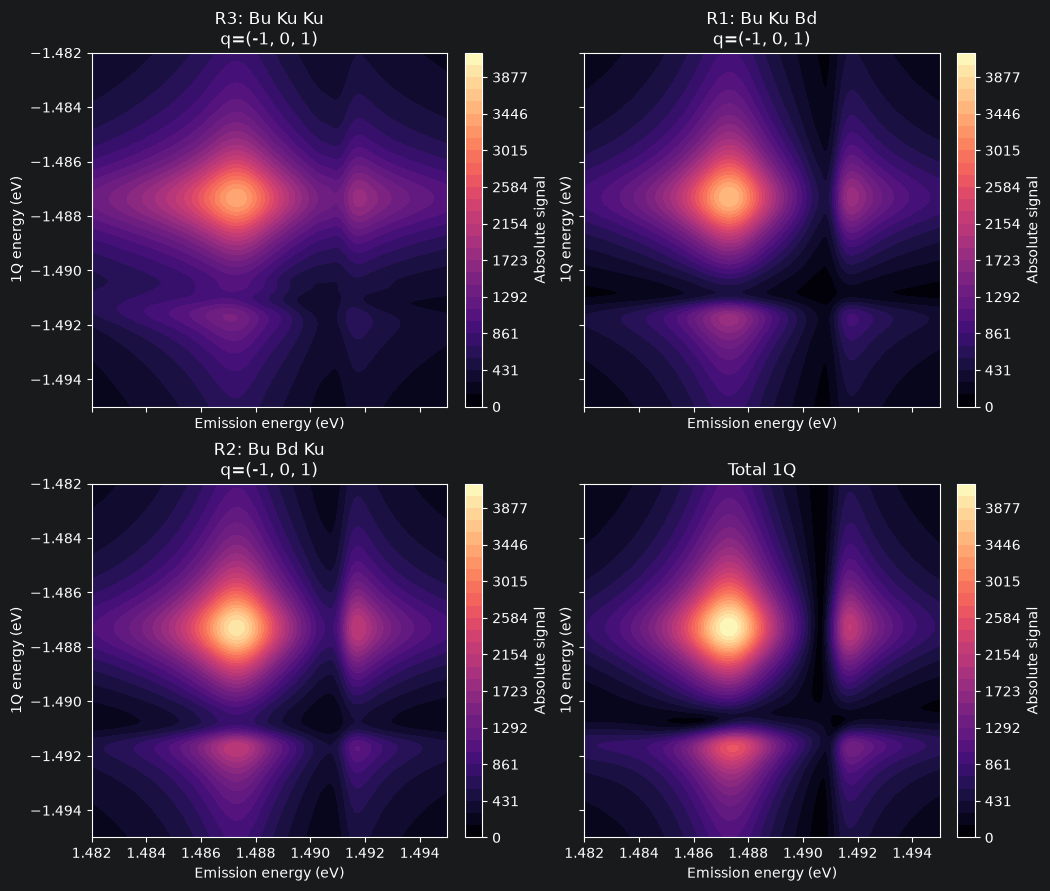 R3: Bu Ku Ku
q=(-1, 0, 1)
R1: Bu Ku Bd
q=(-1, 0, 1)
−1.482
−1.484
−1.486
−1.488
−1.490
−1.492
−1.494
1Q energy (eV)
Emission energy (eV)
3877
3446
3015
2584
2154
1723
1292
861
431
0
Absolute signal
1Q energy (eV)
Emission energy (eV)
3877
3446
3015
2584
2154
1723
1292
861
431
0
Absolute signal
R2: Bu Bd Ku
q=(-1, 0, 1)
Total 1Q
−1.482
−1.484
−1.486
−1.488
−1.490
−1.492
−1.494
1Q energy (eV)
1.482 1.484 1.486 1.488 1.490 1.492 1.494
Emission energy (eV)
3877
3446
3015
2584
2154
1723
1292
861
431
0
Absolute signal
1Q energy (eV)
1.482 1.484 1.486 1.488 1.490 1.492 1.494
Emission energy (eV)
3877
3446
3015
2584
2154
1723
1292
861
431
0
Absolute signal